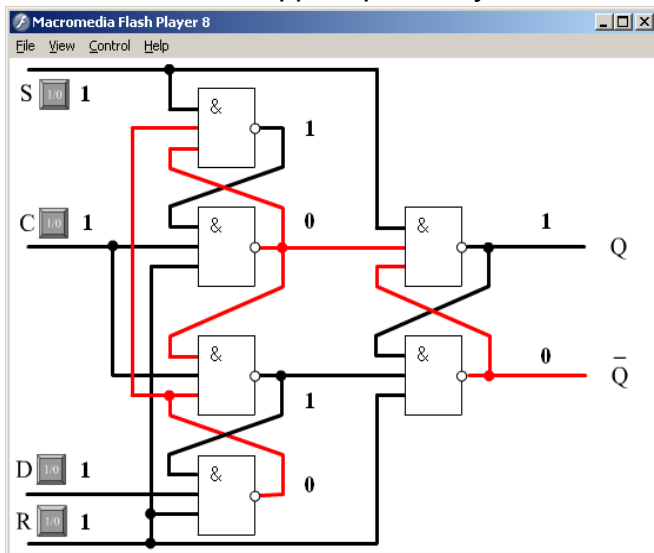 Macromedia Flash Player 8
File View Control Help
S 1/0 1
&
1
C 1/0 1
&
0
&
1
Q
&
1
&
0
Q̅
D 1/0 1
&
0
R 1/0 1